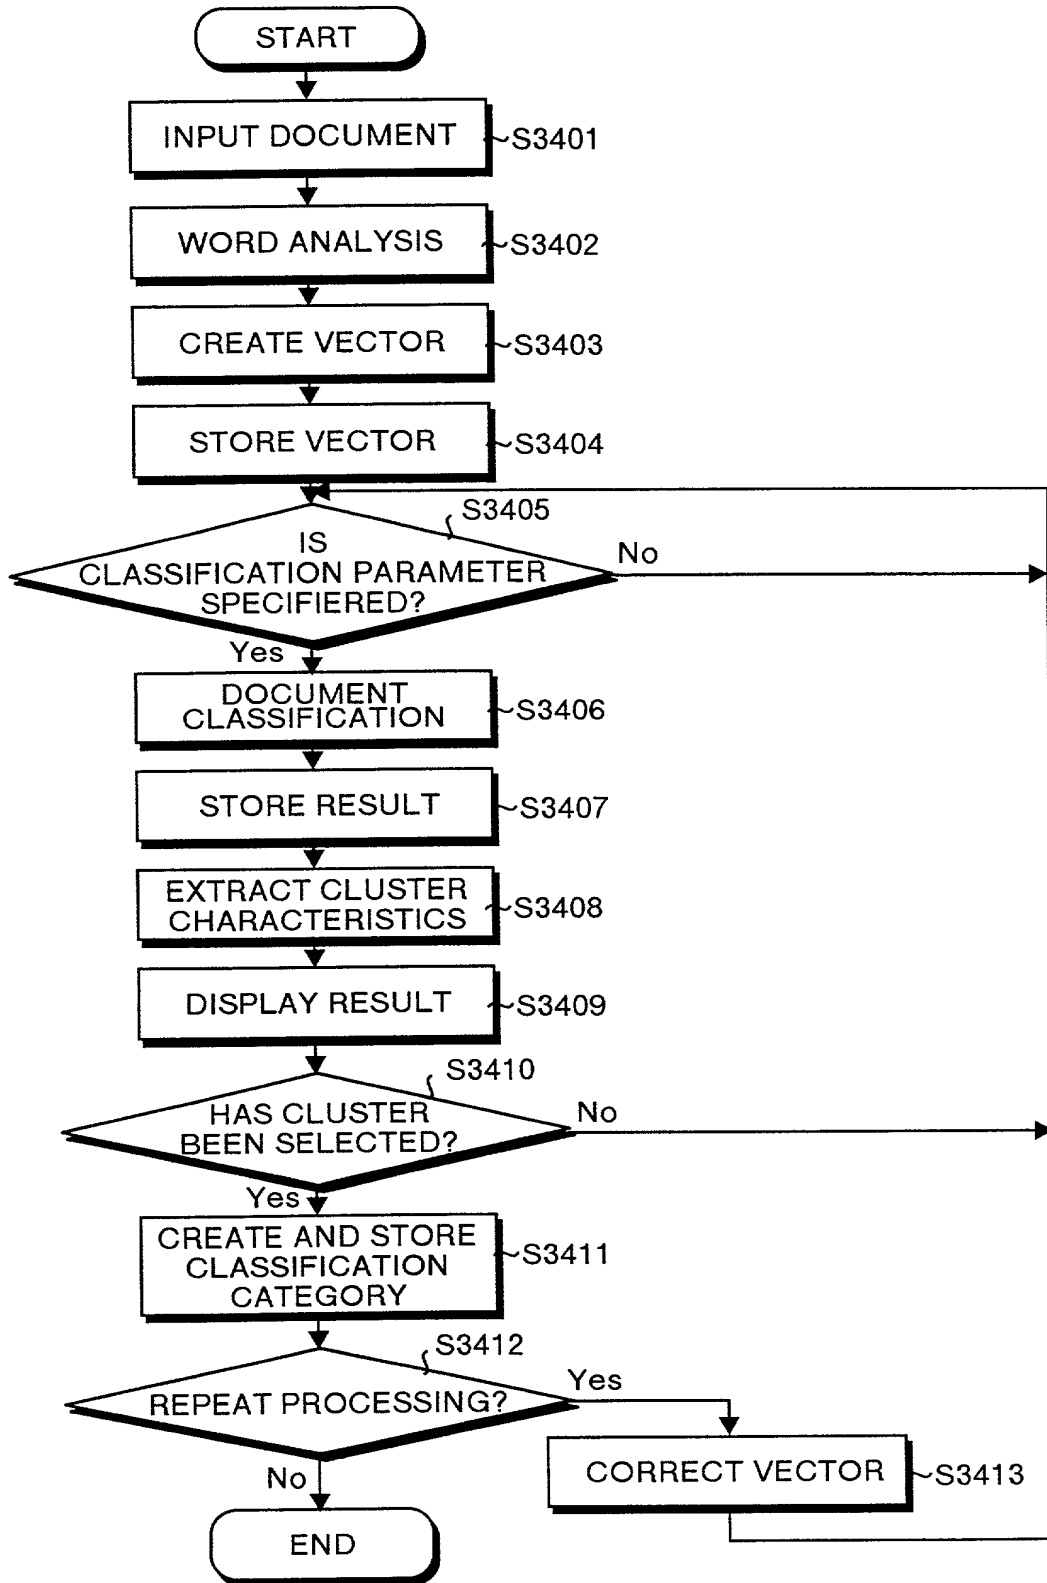 START
INPUT DOCUMENT
S3401
WORD ANALYSIS
S3402
CREATE VECTOR
S3403
STORE VECTOR
S3404
S3405
IS
CLASSIFICATION PARAMETER
SPECIFIERED?
No
Yes
DOCUMENT
CLASSIFICATION
S3406
STORE RESULT
S3407
EXTRACT CLUSTER
CHARACTERISTICS
S3408
DISPLAY RESULT
S3409
S3410
HAS CLUSTER
BEEN SELECTED?
No
Yes
CREATE AND STORE
CLASSIFICATION
CATEGORY
S3411
S3412
REPEAT PROCESSING?
Yes
CORRECT VECTOR
S3413
No
END